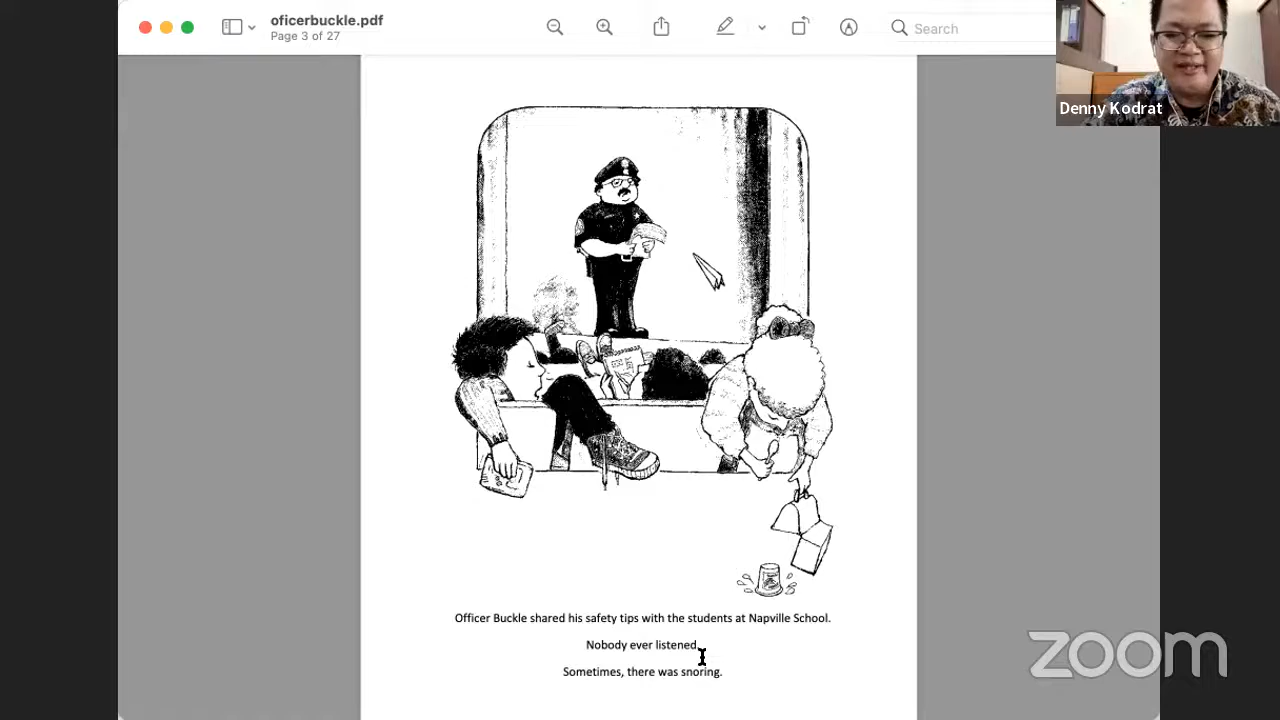 oficerbuckle.pdf
Page 3 of 27
Search
Denny Kodrat
Officer Buckle shared his safety tips with the students at Napville School.
Nobody ever listened.
Sometimes, there was snoring.
zoom